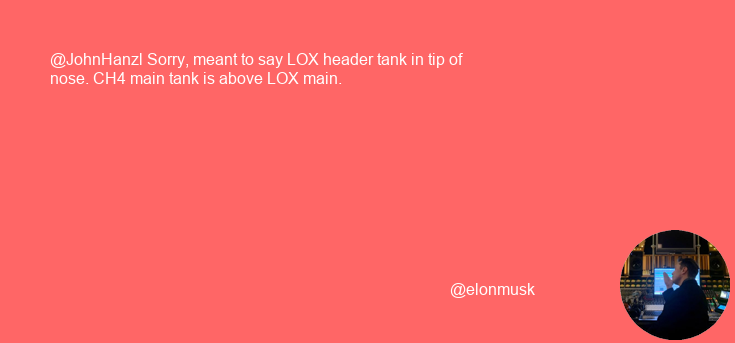 @JohnHanzl Sorry, meant to say LOX header tank in tip of
nose. CH4 main tank is above LOX main.
@elonmusk